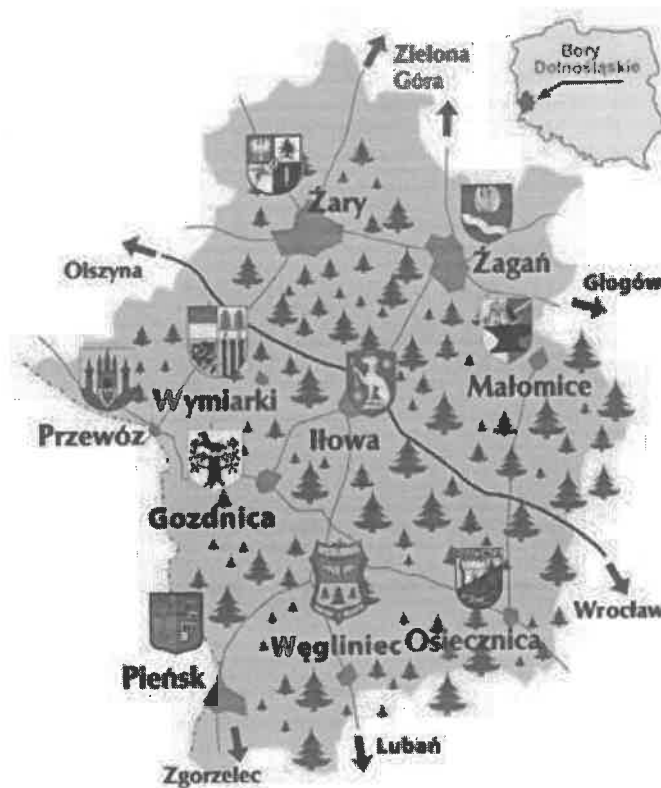 Zielona
Góra
Bory
Dolnośląskie
Żary
Żagań
Olszyna
Głogów
Małomice
Wymiarki
Przewóz
Iłowa
Gozdnica
Wrocław
Węgliniec
Osiecznica
Pieńsk
Lubań
Zgorzelec